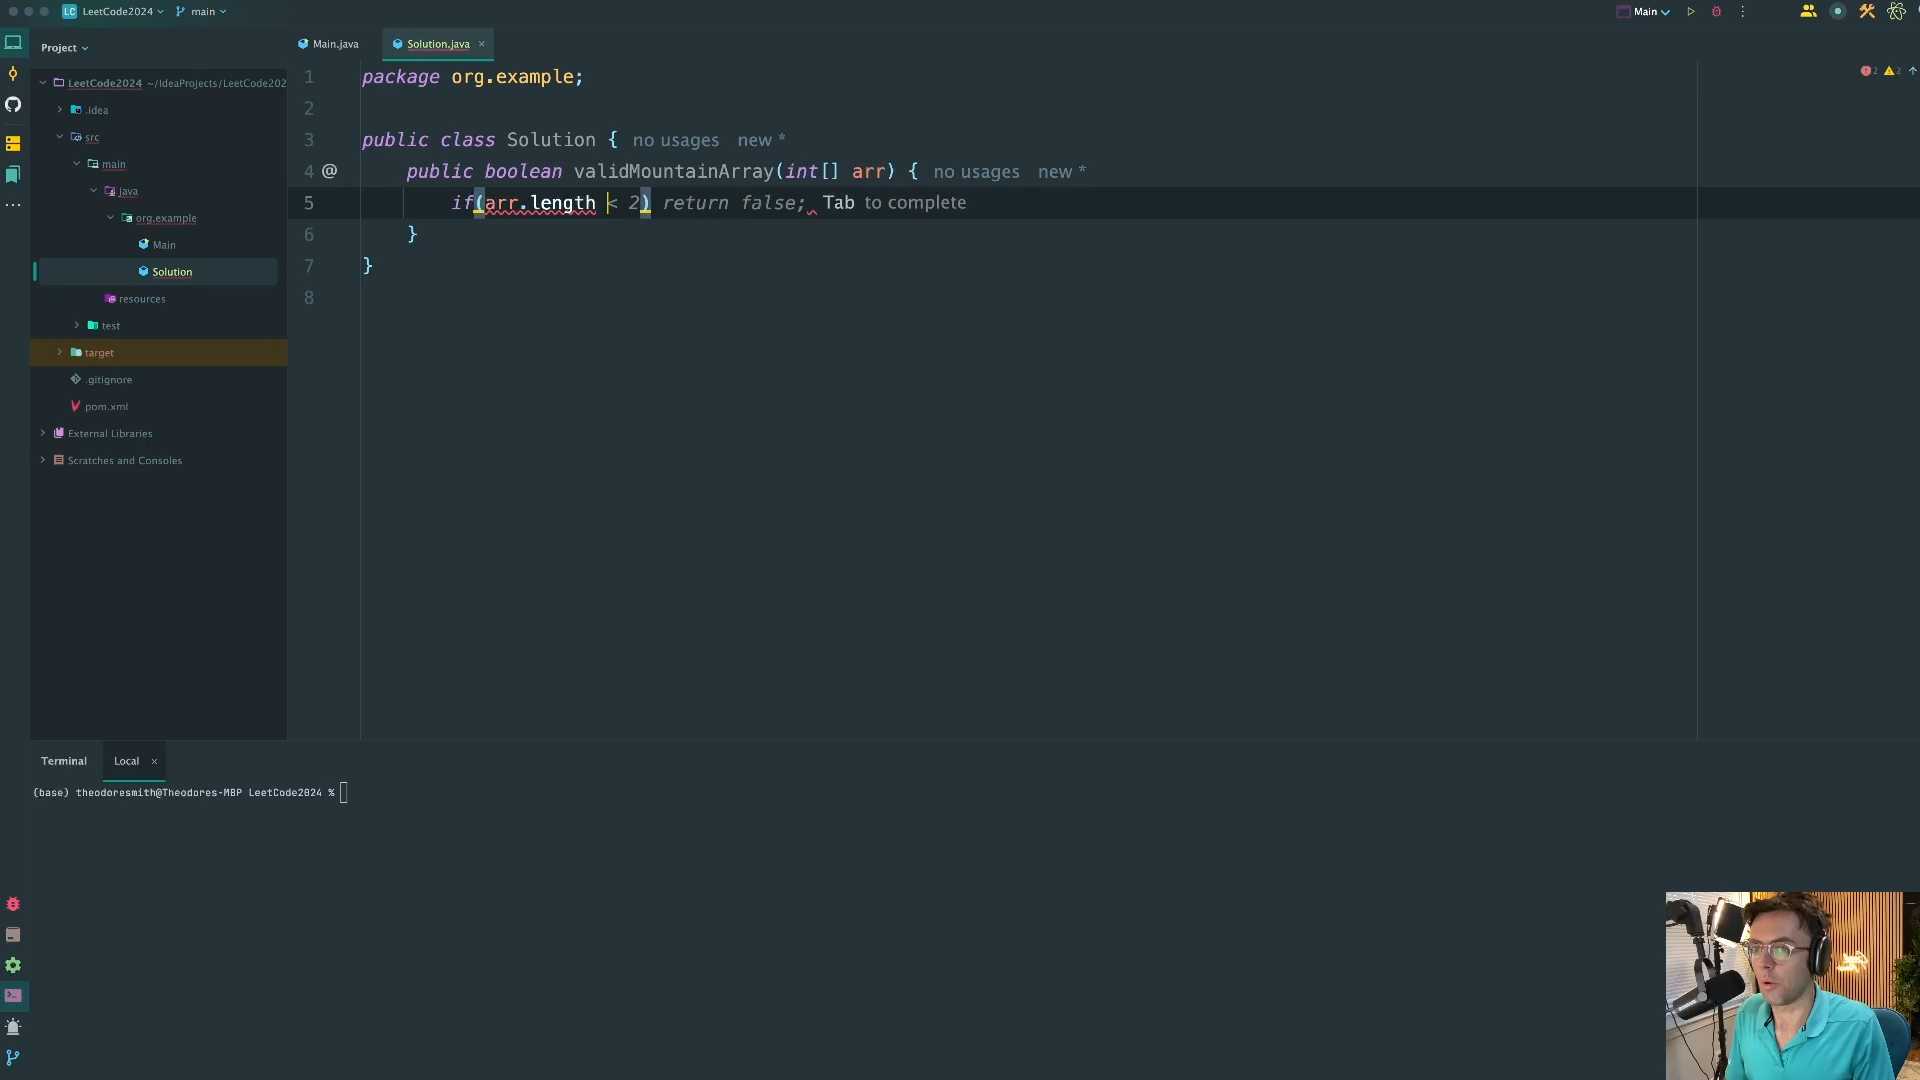 LC LeetCode2024 main Main
Project Main.java Solution.java ×
LeetCode2024 ~/IdeaProjects/LeetCode202
.idea
src
main
java
org.example
Main
Solution
resources
test
target
.gitignore
pom.xml
External Libraries
Scratches and Consoles
2 2
1 package org.example;
2
3 public class Solution { no usages new *
4 @ public boolean validMountainArray(int[] arr) { no usages new *
5 if(arr.length < 2) return false; Tab to complete
6 }
7 }
8
Terminal Local ×
(base) theodoresmith@Theodores-MBP LeetCode2024 %